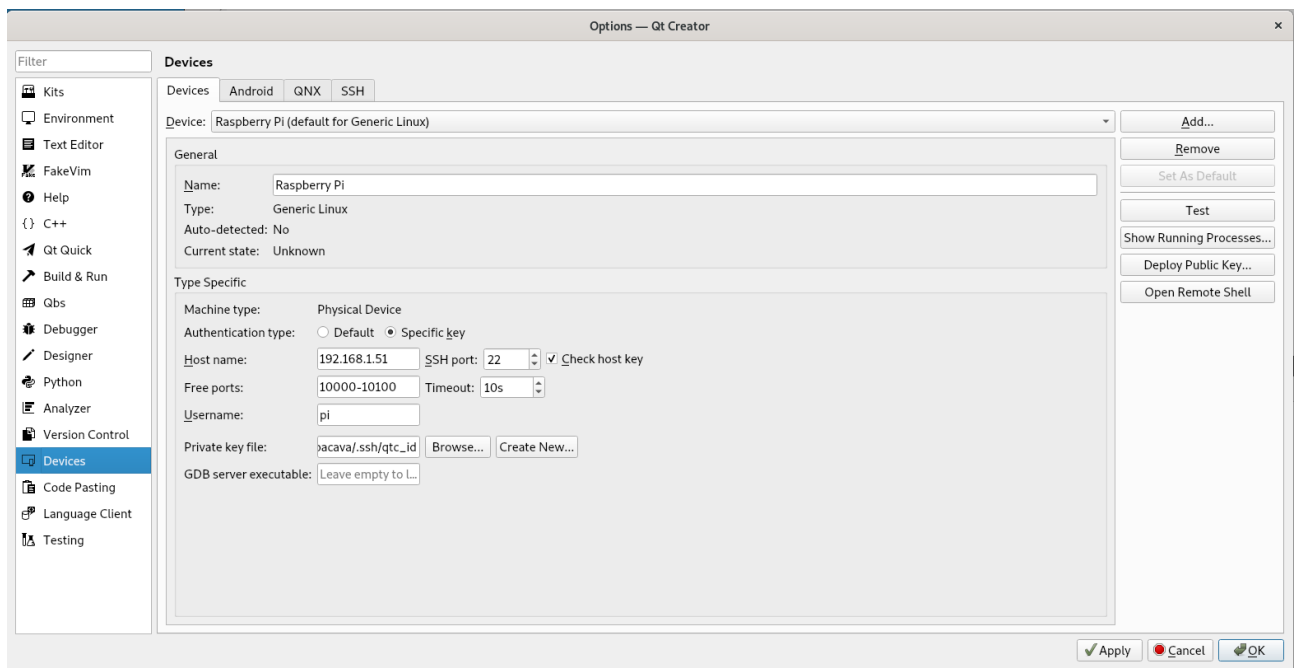 Options — Qt Creator
×
Filter
Devices
Kits
Environment
Text Editor
FakeVim
Help
{} C++
Qt Quick
Build & Run
Qbs
Debugger
Designer
Python
Analyzer
Version Control
Devices
Code Pasting
Language Client
Testing
Devices Android QNX SSH
Device: Raspberry Pi (default for Generic Linux)
General
Name: Raspberry Pi
Type: Generic Linux
Auto-detected: No
Current state: Unknown
Type Specific
Machine type: Physical Device
Authentication type: Default Specific key
Host name: 192.168.1.51 SSH port: 22 Check host key
Free ports: 10000-10100 Timeout: 10s
Username: pi
Private key file: pacava/.ssh/qtc_id Browse... Create New...
GDB server executable: Leave empty to l...
Add...
Remove
Set As Default
Test
Show Running Processes...
Deploy Public Key...
Open Remote Shell
Apply Cancel OK